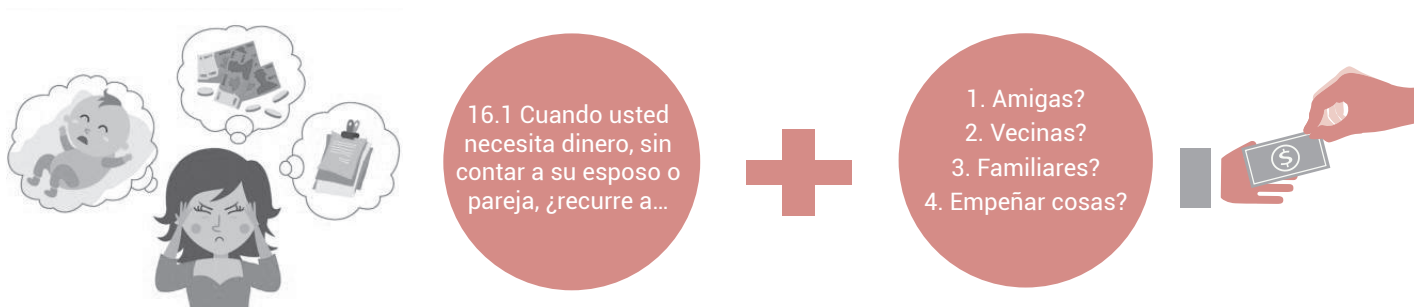 16.1 Cuando usted
necesita dinero, sin
contar a su esposo o
pareja, ¿recurre a...
1. Amigas?
2. Vecinas?
3. Familiares?
4. Empeñar cosas?
$